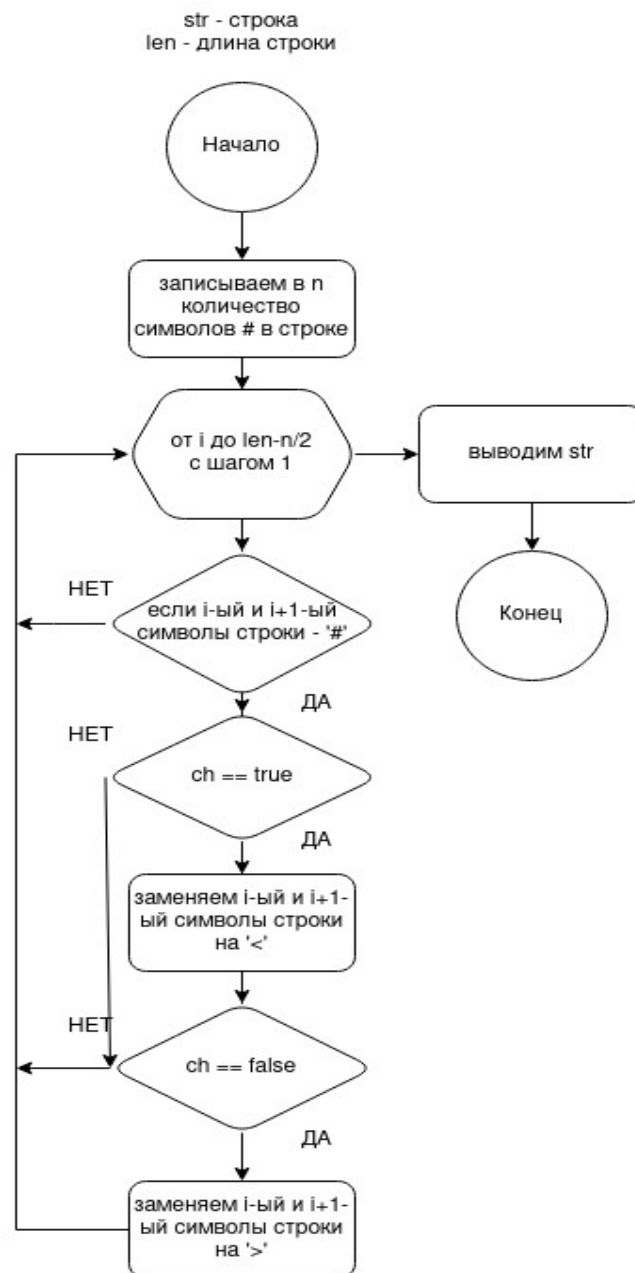 str - строка
len - длина строки
Начало
записываем в n
количество
символов # в строке
от i до len-n/2
с шагом 1
выводим str
Конец
НЕТ
если i-ый и i+1-ый
символы строки - '#'
ДА
НЕТ
ch == true
ДА
заменяем i-ый и i+1-
ый символы строки
на '<'
НЕТ
ch == false
ДА
заменяем i-ый и i+1-
ый символы строки
на '>'